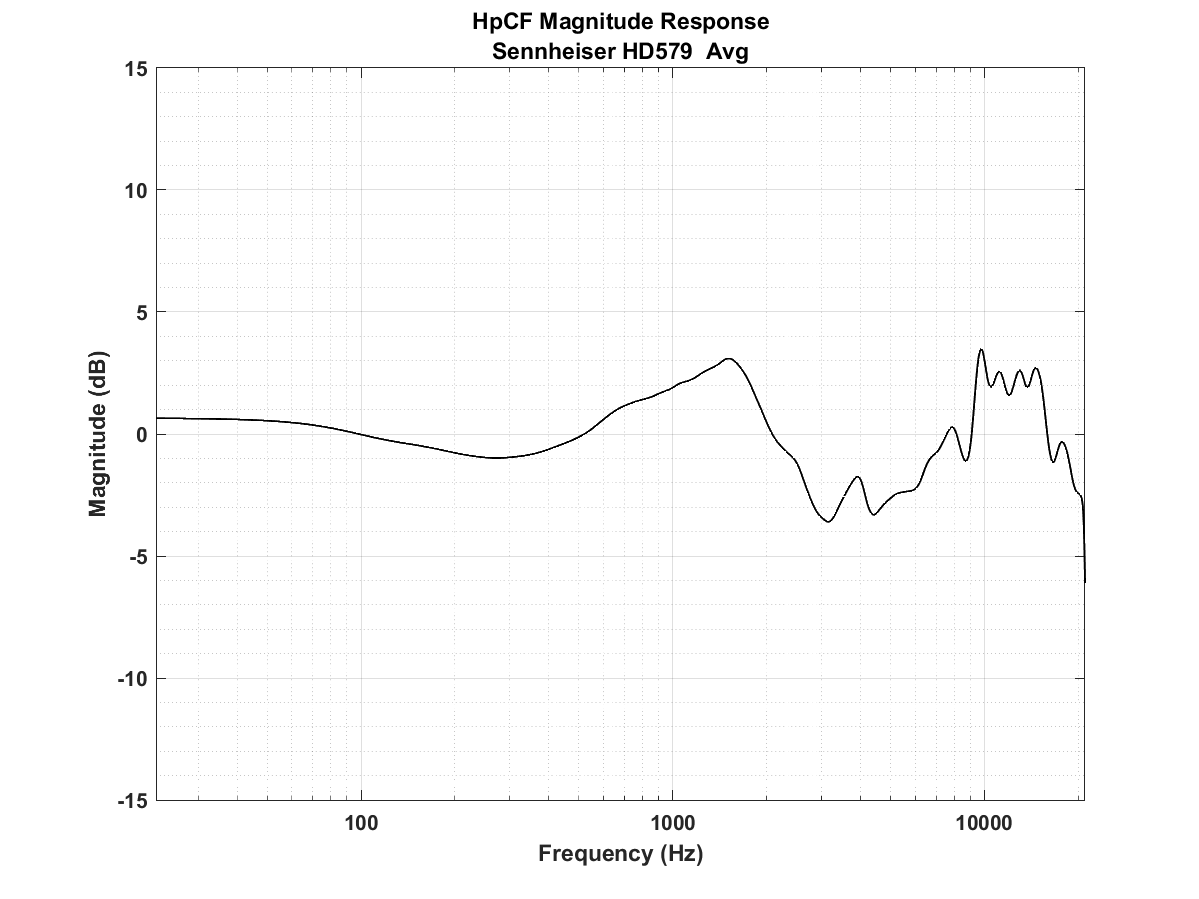 HpCF Magnitude Response
Sennheiser HD579  Avg
15
10
5
0
-5
-10
-15
Magnitude (dB)
100
1000
10000
Frequency (Hz)